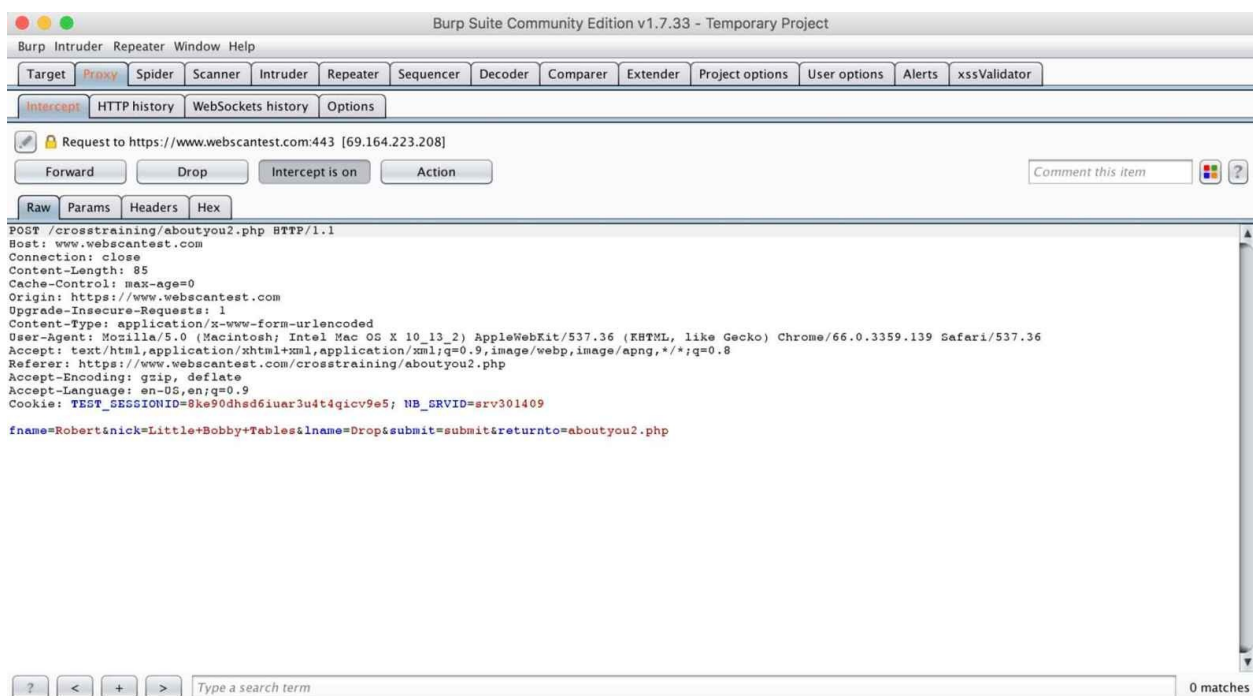 Burp Suite Community Edition v1.7.33 - Temporary Project
Burp Intruder Repeater Window Help
Target Proxy Spider Scanner Intruder Repeater Sequencer Decoder Comparer Extender Project options User options Alerts xssValidator
Intercept HTTP history WebSockets history Options
Request to https://www.webscantest.com:443 [69.164.223.208]
Forward Drop Intercept is on Action Comment this item ?
Raw Params Headers Hex
POST /crosstraining/aboutyou2.php HTTP/1.1
Host: www.webscantest.com
Connection: close
Content-Length: 85
Cache-Control: max-age=0
Origin: https://www.webscantest.com
Upgrade-Insecure-Requests: 1
Content-Type: application/x-www-form-urlencoded
User-Agent: Mozilla/5.0 (Macintosh; Intel Mac OS X 10_13_2) AppleWebKit/537.36 (KHTML, like Gecko) Chrome/66.0.3359.139 Safari/537.36
Accept: text/html,application/xhtml+xml,application/xml;q=0.9,image/webp,image/apng,*/*;q=0.8
Referer: https://www.webscantest.com/crosstraining/aboutyou2.php
Accept-Encoding: gzip, deflate
Accept-Language: en-US,en;q=0.9
Cookie: TEST_SESSIONID=8ke90dhsd6iuar3u4t4qicv9e5; NB_SRVID=srv301409
fname=Robert&nick=Little+Bobby+Tables&lname=Drop&submit=submit&returnto=aboutyou2.php
? < + > Type a search term 0 matches